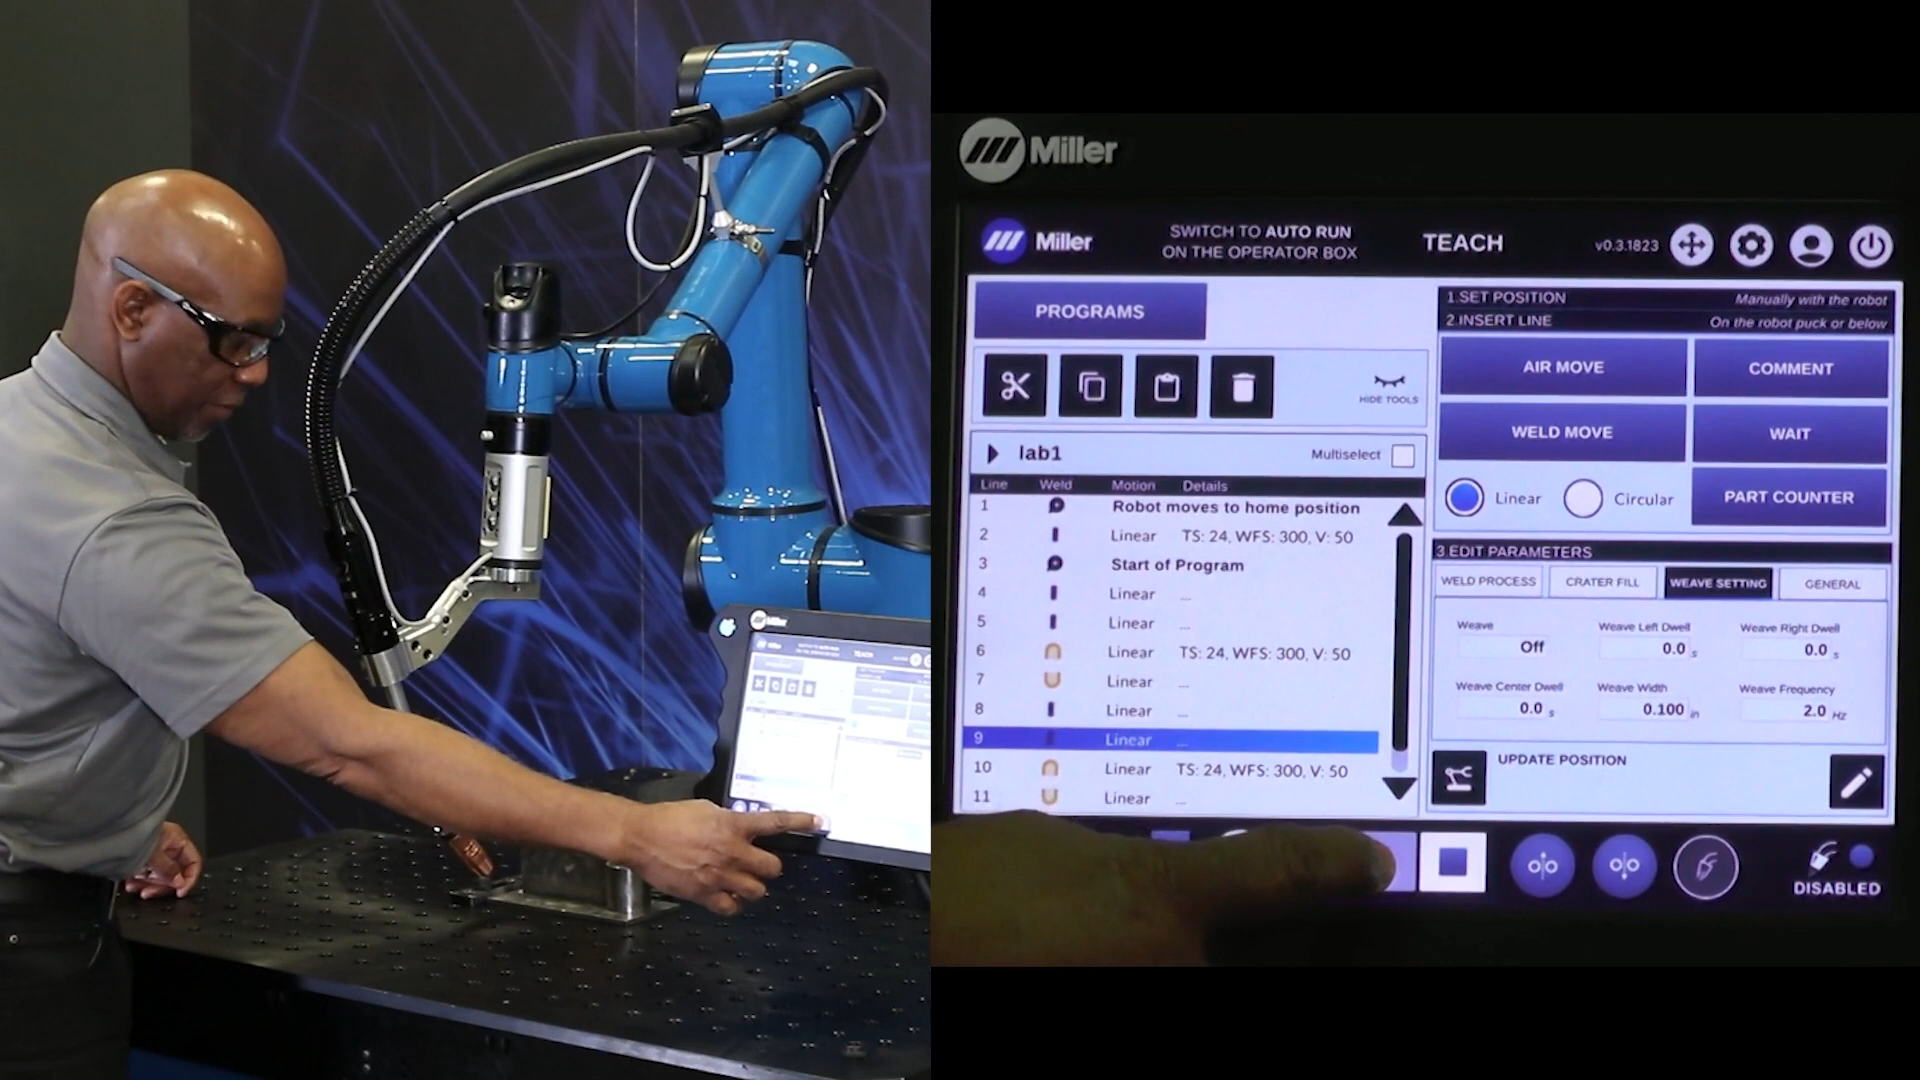 Miller
Miller
SWITCH TO AUTO RUN
ON THE OPERATOR BOX
TEACH
v0.3.1823
PROGRAMS
HIDE TOOLS
lab1
Multiselect
Line Weld Motion Details
1 Robot moves to home position
2 Linear TS: 24, WFS: 300, V: 50
3 Start of Program
4 Linear ...
5 Linear ...
6 Linear TS: 24, WFS: 300, V: 50
7 Linear ...
8 Linear ...
9 Linear ...
10 Linear TS: 24, WFS: 300, V: 50
11 Linear ...
1.SET POSITION Manually with the robot
2.INSERT LINE On the robot puck or below
AIR MOVE COMMENT
WELD MOVE WAIT
Linear Circular PART COUNTER
3.EDIT PARAMETERS
WELD PROCESS CRATER FILL WEAVE SETTING GENERAL
Weave Weave Left Dwell Weave Right Dwell
Off 0.0 s 0.0 s
Weave Center Dwell Weave Width Weave Frequency
0.0 s 0.100 in 2.0 Hz
UPDATE POSITION
DISABLED
Miller
Miller
TEACH